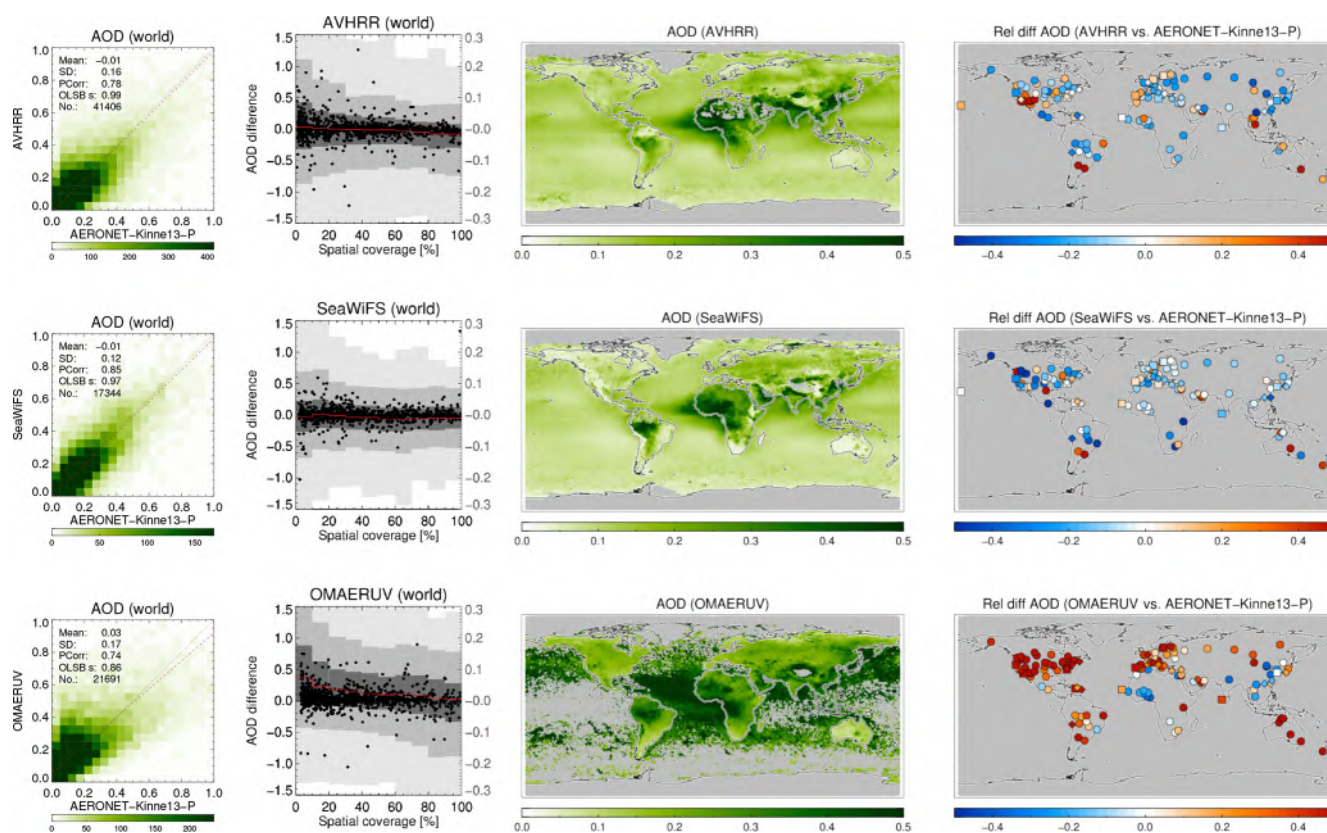 AOD (world)
AVHRR (world)
AOD (AVHRR)
Rel diff AOD (AVHRR vs. AERONET-Kinne13-P)
1.0
0.8
0.6
0.4
0.2
0.0
AVHRR
Mean: -0.01
SD: 0.16
PCorr: 0.78
OLSB s: 0.99
No.: 41406
0.0 0.2 0.4 0.6 0.8 1.0
AERONET-Kinne13-P
0 100 200 300 400
AOD difference
1.5
1.0
0.5
0.0
-0.5
-1.0
-1.5
0.3
0.2
0.1
-0.0
-0.1
-0.2
-0.3
0 20 40 60 80 100
Spatial coverage [%]
0.0 0.1 0.2 0.3 0.4 0.5
-0.4 -0.2 0.0 0.2 0.4
AOD (world)
SeaWiFS (world)
AOD (SeaWiFS)
Rel diff AOD (SeaWiFS vs. AERONET-Kinne13-P)
1.0
0.8
0.6
0.4
0.2
0.0
SeaWiFS
Mean: -0.01
SD: 0.12
PCorr: 0.85
OLSB s: 0.97
No.: 17344
0.0 0.2 0.4 0.6 0.8 1.0
AERONET-Kinne13-P
0 50 100 150
AOD difference
1.5
1.0
0.5
0.0
-0.5
-1.0
-1.5
0.3
0.2
0.1
-0.0
-0.1
-0.2
-0.3
0 20 40 60 80 100
Spatial coverage [%]
0.0 0.1 0.2 0.3 0.4 0.5
-0.4 -0.2 0.0 0.2 0.4
AOD (world)
OMAERUV (world)
AOD (OMAERUV)
Rel diff AOD (OMAERUV vs. AERONET-Kinne13-P)
1.0
0.8
0.6
0.4
0.2
0.0
OMAERUV
Mean: 0.03
SD: 0.17
PCorr: 0.74
OLSB s: 0.86
No.: 21691
0.0 0.2 0.4 0.6 0.8 1.0
AERONET-Kinne13-P
0 50 100 150 200
AOD difference
1.5
1.0
0.5
0.0
-0.5
-1.0
-1.5
0.3
0.2
0.1
-0.0
-0.1
-0.2
-0.3
0 20 40 60 80 100
Spatial coverage [%]
0.0 0.1 0.2 0.3 0.4 0.5
-0.4 -0.2 0.0 0.2 0.4